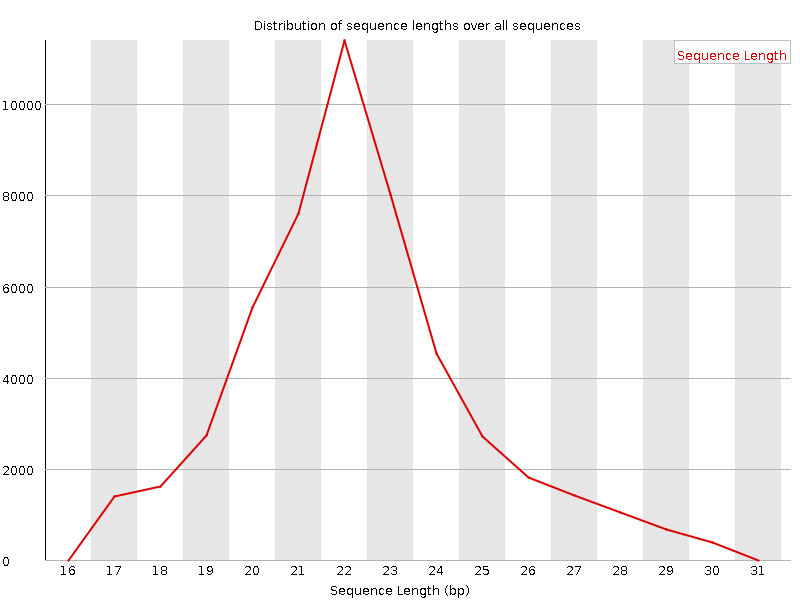 Distribution of sequence lengths over all sequences
Sequence Length
10000
8000
6000
4000
2000
0
16 17 18 19 20 21 22 23 24 25 26 27 28 29 30 31
Sequence Length (bp)